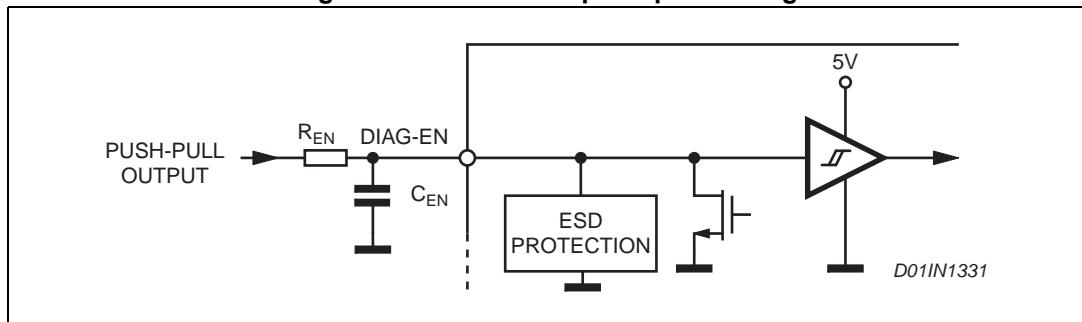 5V
R_EN DIAG-EN
PUSH-PULL
OUTPUT
C_EN
ESD
PROTECTION
D01IN1331